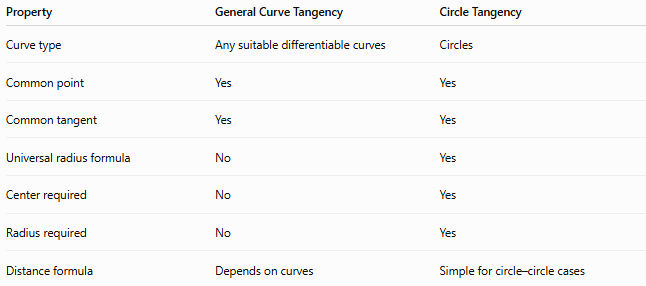 Property General Curve Tangency Circle Tangency
Curve type Any suitable differentiable curves Circles
Common point Yes Yes
Common tangent Yes Yes
Universal radius formula No Yes
Center required No Yes
Radius required No Yes
Distance formula Depends on curves Simple for circle–circle cases